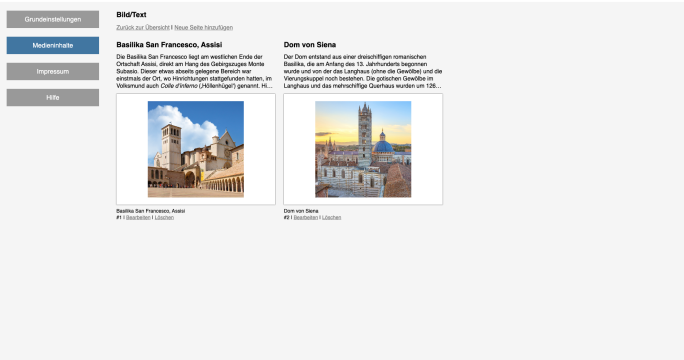 Grundeinstellungen
Medieninhalte
Impressum
Hilfe
Bild/Text
Zurück zur Übersicht | Neue Seite hinzufügen
Basilika San Francesco, Assisi
Die Basilika San Francesco liegt am westlichen Ende der
Ortschaft Assisi, direkt am Hang des Gebirgszuges Monte
Subasio. Dieser etwas abseits gelegene Bereich war
einstmals der Ort, wo Hinrichtungen stattgefunden hatten, im
Volksmund auch Colle d'inferno („Höllenhügel“) genannt. Hi…
Basilika San Francesco, Assisi
#1 | Bearbeiten | Löschen
Dom von Siena
Der Dom entstand aus einer dreischiffigen romanischen
Basilika, die am Anfang des 13. Jahrhunderts begonnen
wurde und von der das Langhaus (ohne die Gewölbe) und die
Vierungskuppel noch bestehen. Die gotischen Gewölbe im
Langhaus und das mehrschiffige Querhaus wurden um 126…
Dom von Siena
#2 | Bearbeiten | Löschen